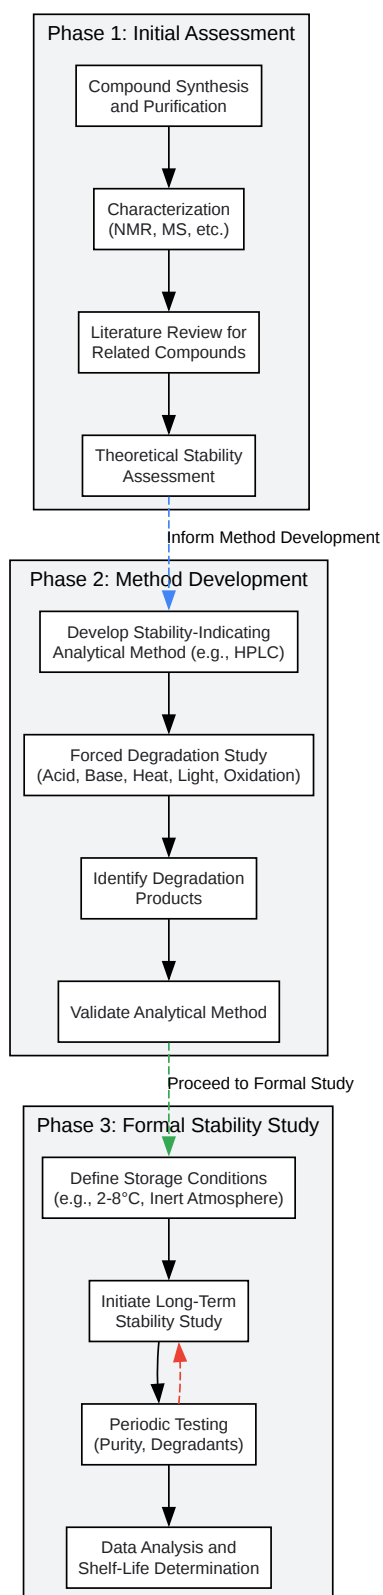 Phase 1: Initial Assessment
Compound Synthesis
and Purification
Characterization
(NMR, MS, etc.)
Literature Review for
Related Compounds
Theoretical Stability
Assessment
Inform Method Development
Phase 2: Method Development
Develop Stability-Indicating
Analytical Method (e.g., HPLC)
Forced Degradation Study
(Acid, Base, Heat, Light, Oxidation)
Identify Degradation
Products
Validate Analytical Method
Proceed to Formal Study
Phase 3: Formal Stability Study
Define Storage Conditions
(e.g., 2-8°C, Inert Atmosphere)
Initiate Long-Term
Stability Study
Periodic Testing
(Purity, Degradants)
Data Analysis and
Shelf-Life Determination